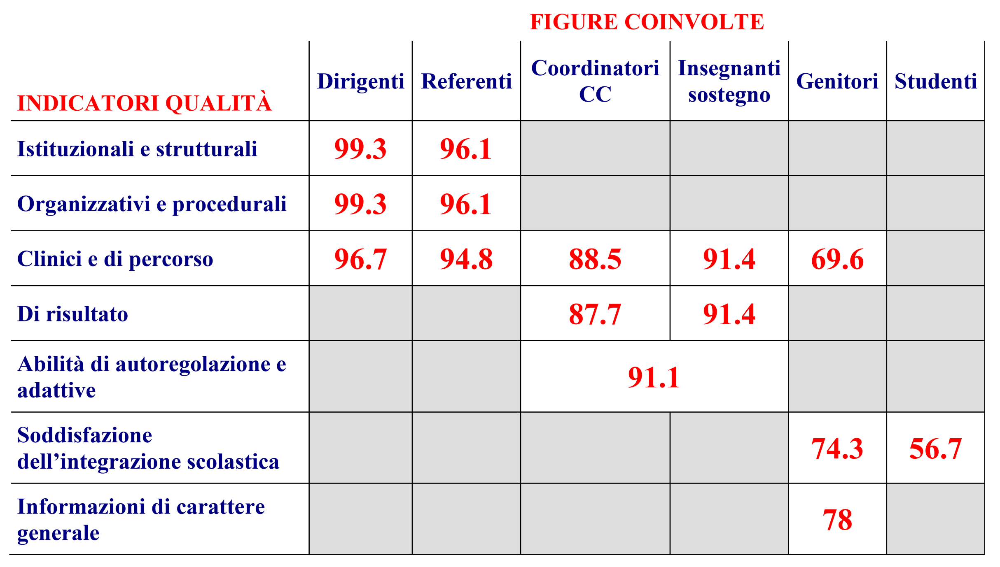 FIGURE COINVOLTE
INDICATORI QUALITÀ
Dirigenti
Referenti
Coordinatori
CC
Insegnanti
sostegno
Genitori
Studenti
Istituzionali e strutturali
99.3
96.1
Organizzativi e procedurali
99.3
96.1
Clinici e di percorso
96.7
94.8
88.5
91.4
69.6
Di risultato
87.7
91.4
Abilità di autoregolazione e
adattive
91.1
Soddisfazione
dell’integrazione scolastica
74.3
56.7
Informazioni di carattere
generale
78